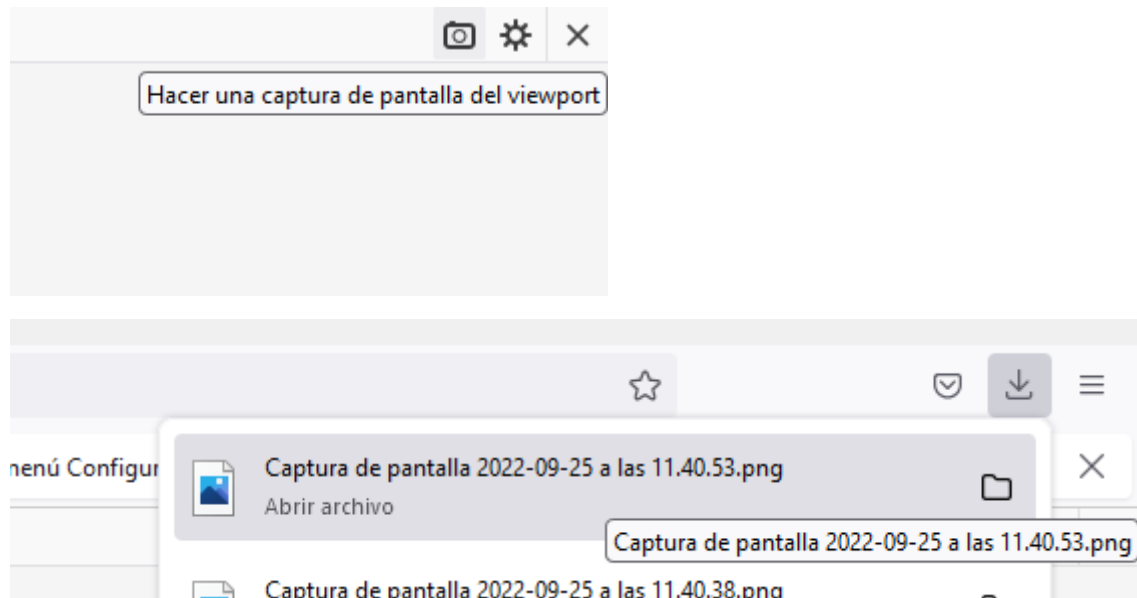 Hacer una captura de pantalla del viewport
menú Configur
Captura de pantalla 2022-09-25 a las 11.40.53.png
Abrir archivo
Captura de pantalla 2022-09-25 a las 11.40.53.png
Captura de pantalla 2022-09-25 a las 11.40.38.png